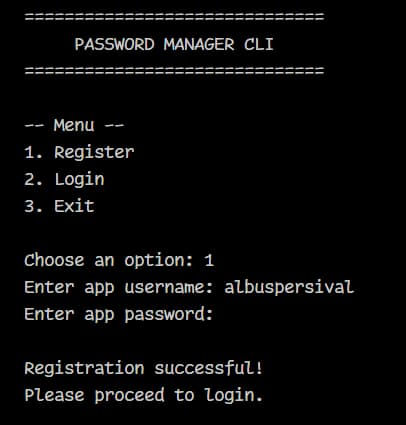 ==============================
PASSWORD MANAGER CLI
==============================
-- Menu --
1. Register
2. Login
3. Exit
Choose an option: 1
Enter app username: albuspersival
Enter app password:
Registration successful!
Please proceed to login.